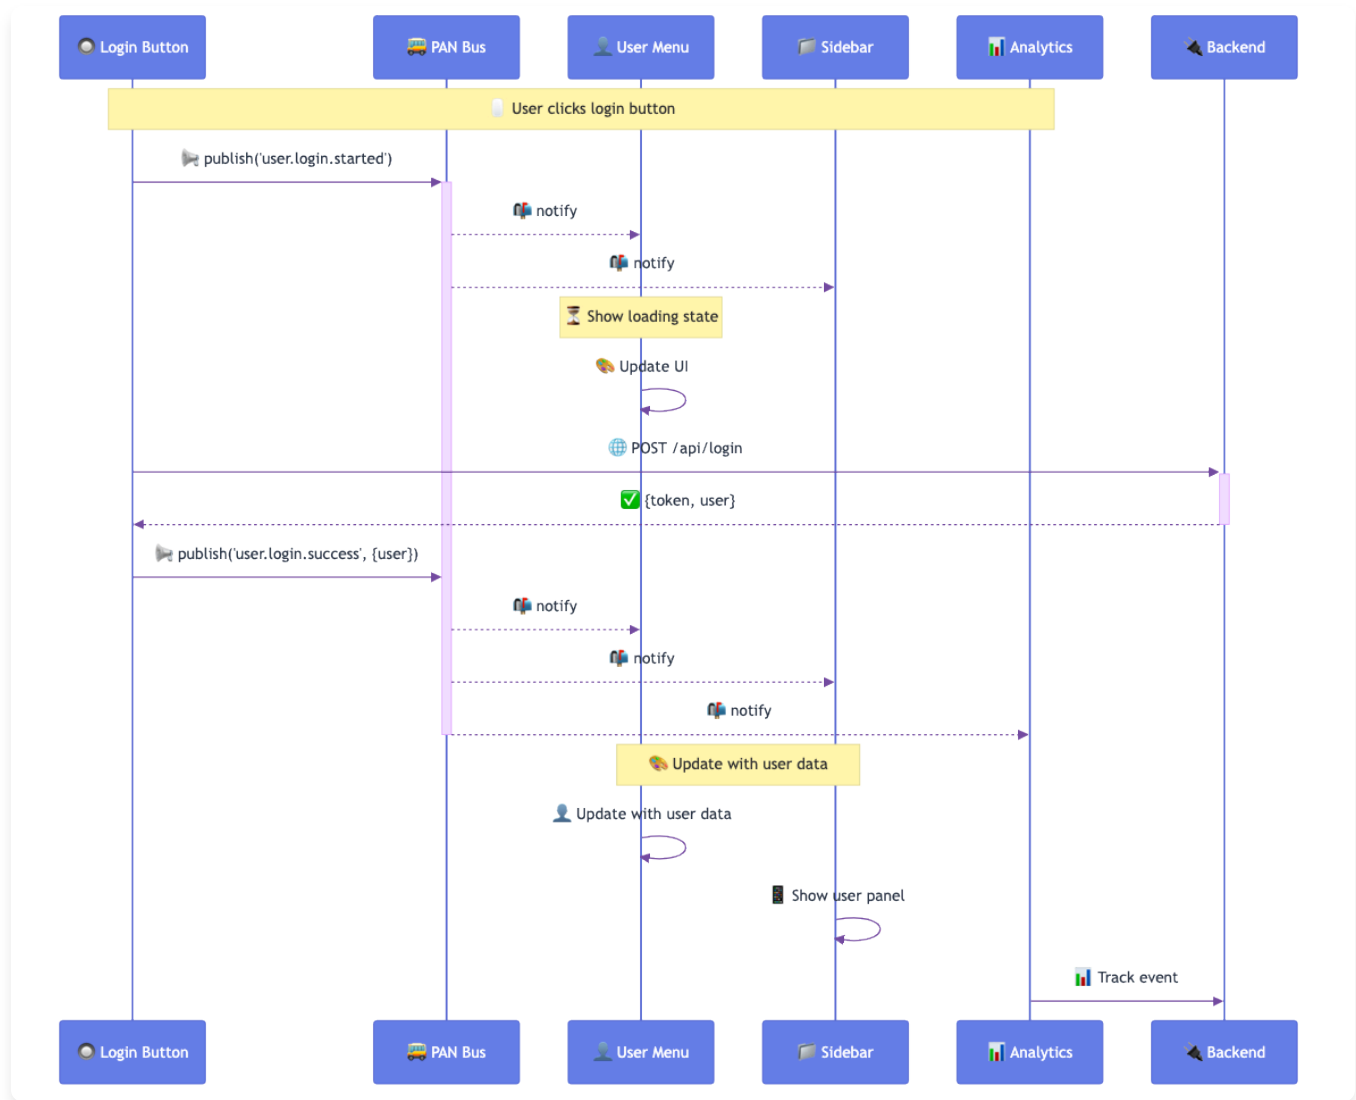 Login Button
PAN Bus
User Menu
Sidebar
Analytics
Backend
User clicks login button
publish('user.login.started')
notify
notify
Show loading state
Update UI
POST /api/login
{token, user}
publish('user.login.success', {user})
notify
notify
notify
Update with user data
Update with user data
Show user panel
Track event
Login Button
PAN Bus
User Menu
Sidebar
Analytics
Backend